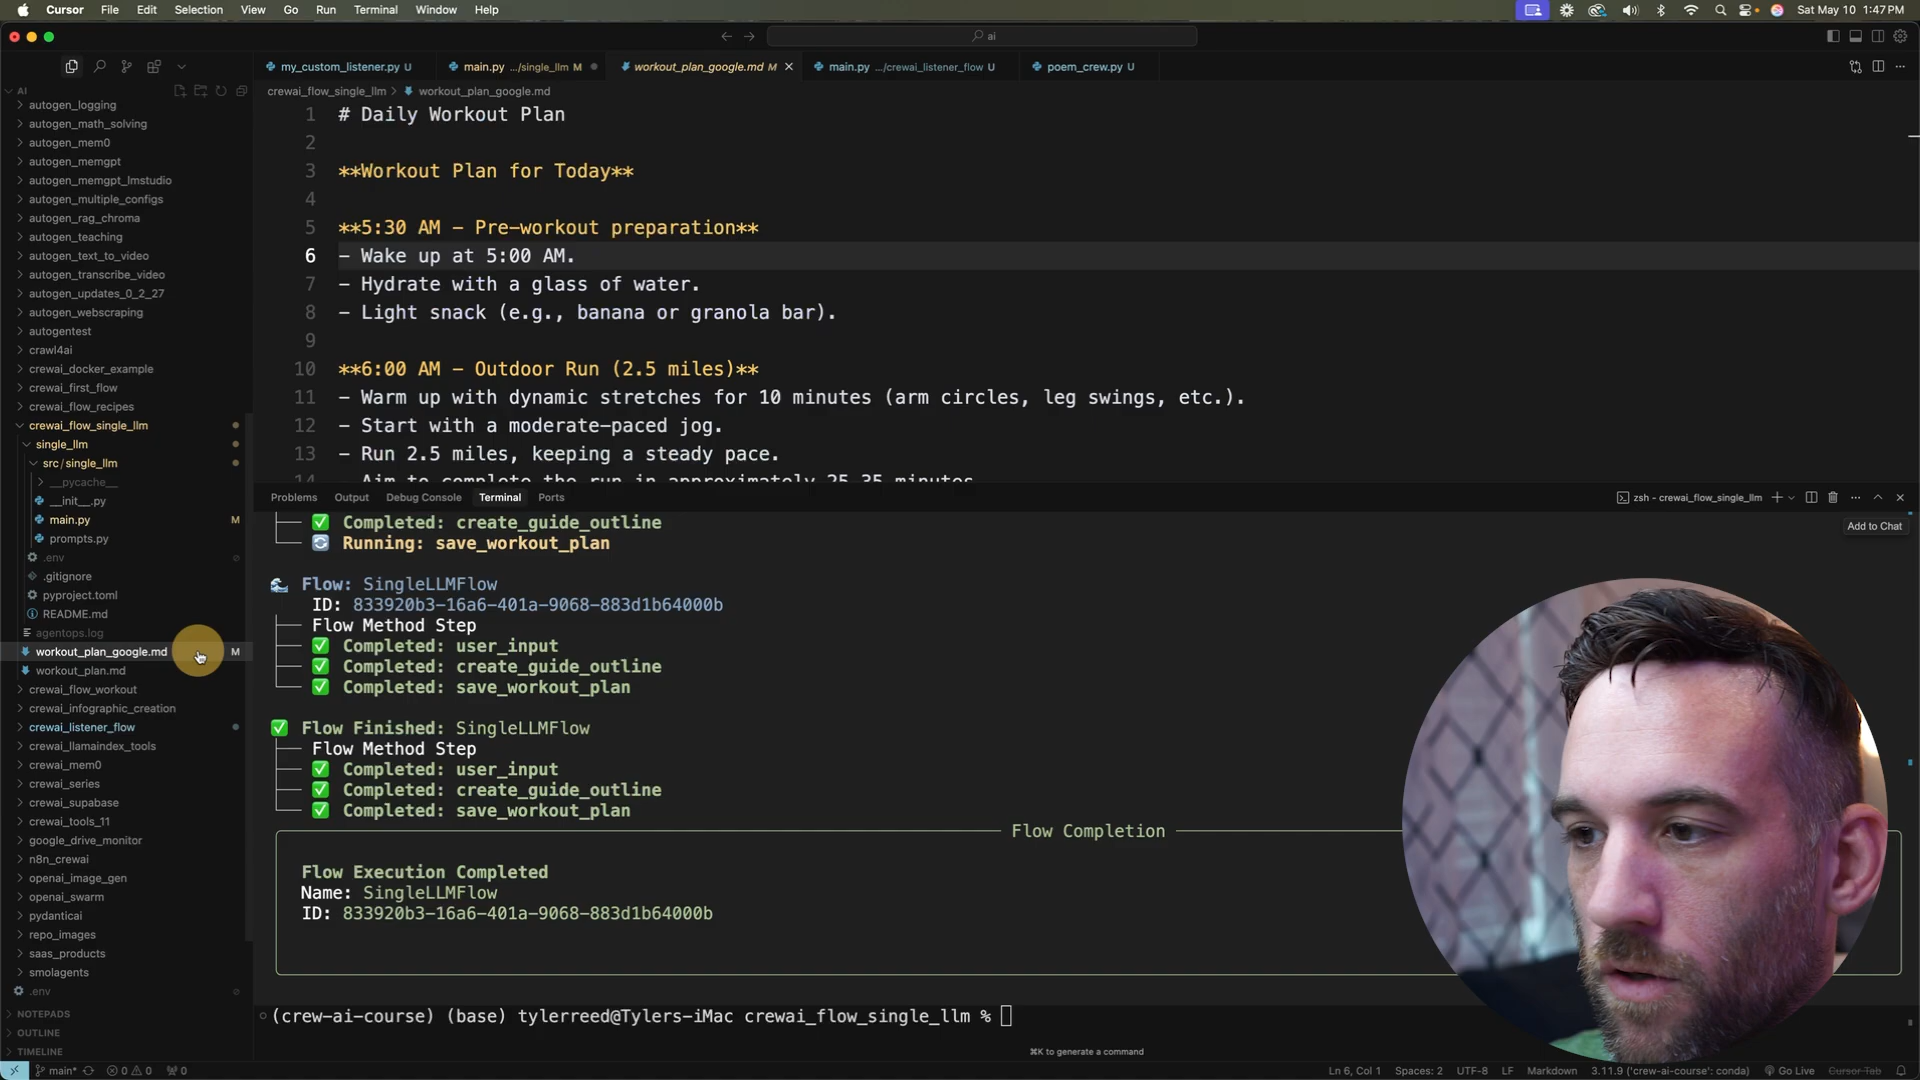 Cursor File Edit Selection View Go Run Terminal Window Help Sat May 10 1:47 PM
ai
my_custom_listener.py U main.py .../single_llm M workout_plan_google.md M main.py .../crewai_listener_flow U poem_crew.py U
AI
crewai_flow_single_llm > workout_plan_google.md
autogen_logging
autogen_math_solving
autogen_mem0
autogen_memgpt
autogen_memgpt_lmstudio
autogen_multiple_configs
autogen_rag_chroma
autogen_teaching
autogen_text_to_video
autogen_transcribe_video
autogen_updates_0_2_27
autogen_webscraping
autogentest
crawl4ai
crewai_docker_example
crewai_first_flow
crewai_flow_recipes
crewai_flow_single_llm
single_llm
src/single_llm
__pycache__
__init__.py
main.py M
prompts.py
.env
.gitignore
pyproject.toml
README.md
agentops.log
workout_plan_google.md M
workout_plan.md
crewai_flow_workout
crewai_infographic_creation
crewai_listener_flow
crewai_llamaindex_tools
crewai_mem0
crewai_series
crewai_supabase
crewai_tools_11
google_drive_monitor
n8n_crewai
openai_image_gen
openai_swarm
pydanticai
repo_images
saas_products
smolagents
.env
NOTEPADS
OUTLINE
TIMELINE
1 # Daily Workout Plan
2
3 **Workout Plan for Today**
4
5 **5:30 AM – Pre-workout preparation**
6 – Wake up at 5:00 AM.
7 – Hydrate with a glass of water.
8 – Light snack (e.g., banana or granola bar).
9
10 **6:00 AM – Outdoor Run (2.5 miles)**
11 – Warm up with dynamic stretches for 10 minutes (arm circles, leg swings, etc.).
12 – Start with a moderate-paced jog.
13 – Run 2.5 miles, keeping a steady pace.
14 – Aim to complete the run in approximately 25-35 minutes
Problems Output Debug Console Terminal Ports zsh - crewai_flow_single_llm
Add to Chat
Completed: create_guide_outline
Running: save_workout_plan
Flow: SingleLLMFlow
ID: 833920b3-16a6-401a-9068-883d1b64000b
Flow Method Step
Completed: user_input
Completed: create_guide_outline
Completed: save_workout_plan
Flow Finished: SingleLLMFlow
Flow Method Step
Completed: user_input
Completed: create_guide_outline
Completed: save_workout_plan
Flow Completion
Flow Execution Completed
Name: SingleLLMFlow
ID: 833920b3-16a6-401a-9068-883d1b64000b
(crew-ai-course) (base) tylerreed@Tylers-iMac crewai_flow_single_llm %
⌘K to generate a command
main* 0 0 0 Ln 6, Col 1 Spaces: 2 UTF-8 LF Markdown 3.11.9 ('crew-ai-course': conda) Go Live Cursor Tab